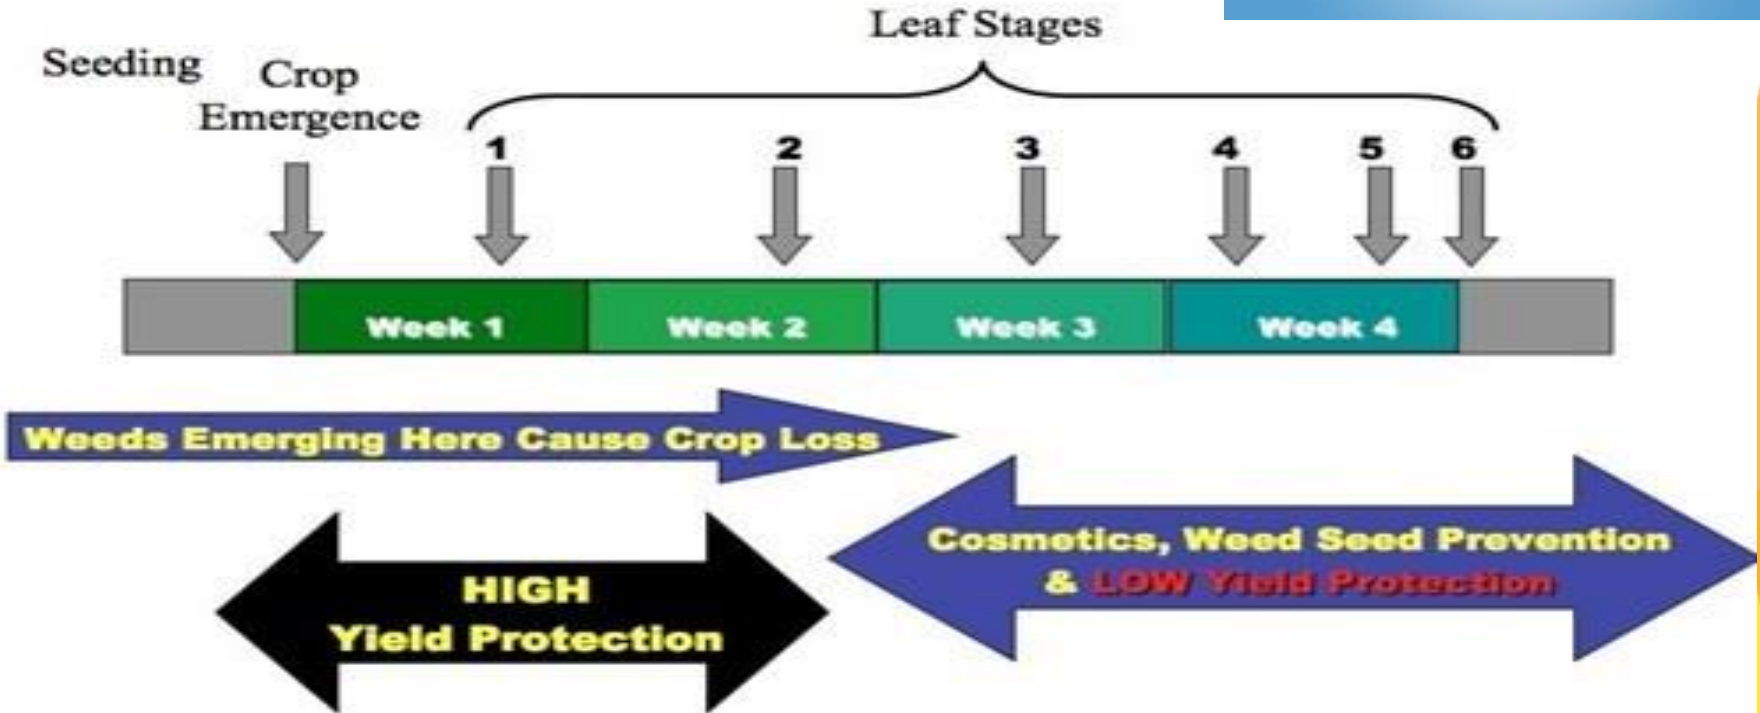 Leaf Stages
Seeding
Crop
Emergence
1 2 3 4 5 6
Week 1 Week 2 Week 3 Week 4
Weeds Emerging Here Cause Crop Loss
Cosmetics, Weed Seed Prevention
& LOW Yield Protection
HIGH
Yield Protection